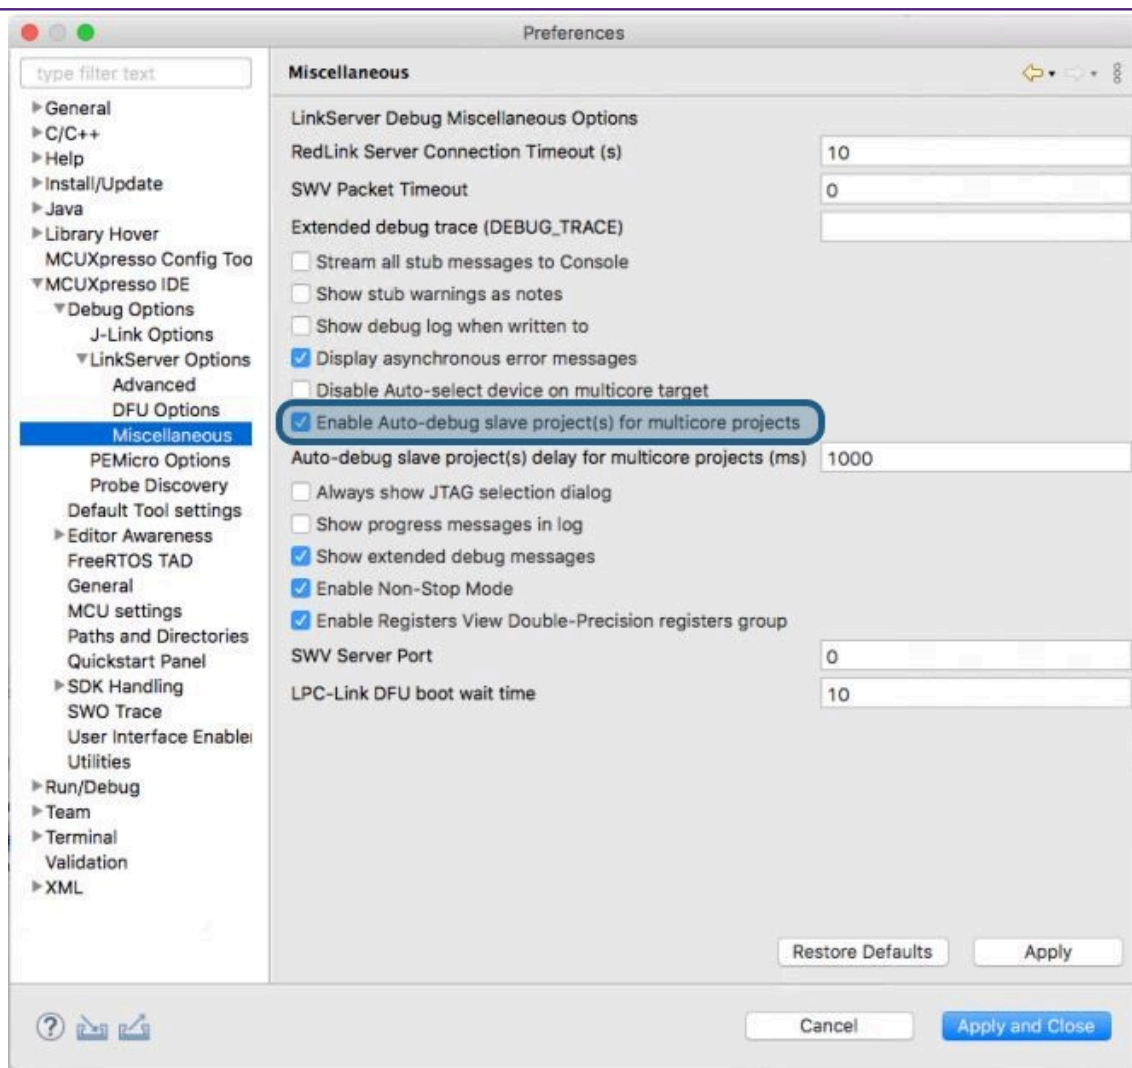 Preferences
type filter text
General
C/C++
Help
Install/Update
Java
Library Hover
MCUXpresso Config Too
MCUXpresso IDE
Debug Options
J-Link Options
LinkServer Options
Advanced
DFU Options
Miscellaneous
PEMicro Options
Probe Discovery
Default Tool settings
Editor Awareness
FreeRTOS TAD
General
MCU settings
Paths and Directories
Quickstart Panel
SDK Handling
SWO Trace
User Interface Enable
Utilities
Run/Debug
Team
Terminal
Validation
XML
Miscellaneous
LinkServer Debug Miscellaneous Options
RedLink Server Connection Timeout (s) 10
SWV Packet Timeout 0
Extended debug trace (DEBUG_TRACE)
Stream all stub messages to Console
Show stub warnings as notes
Show debug log when written to
Display asynchronous error messages
Disable Auto-select device on multicore target
Enable Auto-debug slave project(s) for multicore projects
Auto-debug slave project(s) delay for multicore projects (ms) 1000
Always show JTAG selection dialog
Show progress messages in log
Show extended debug messages
Enable Non-Stop Mode
Enable Registers View Double-Precision registers group
SWV Server Port 0
LPC-Link DFU boot wait time 10
Restore Defaults Apply
? Cancel Apply and Close